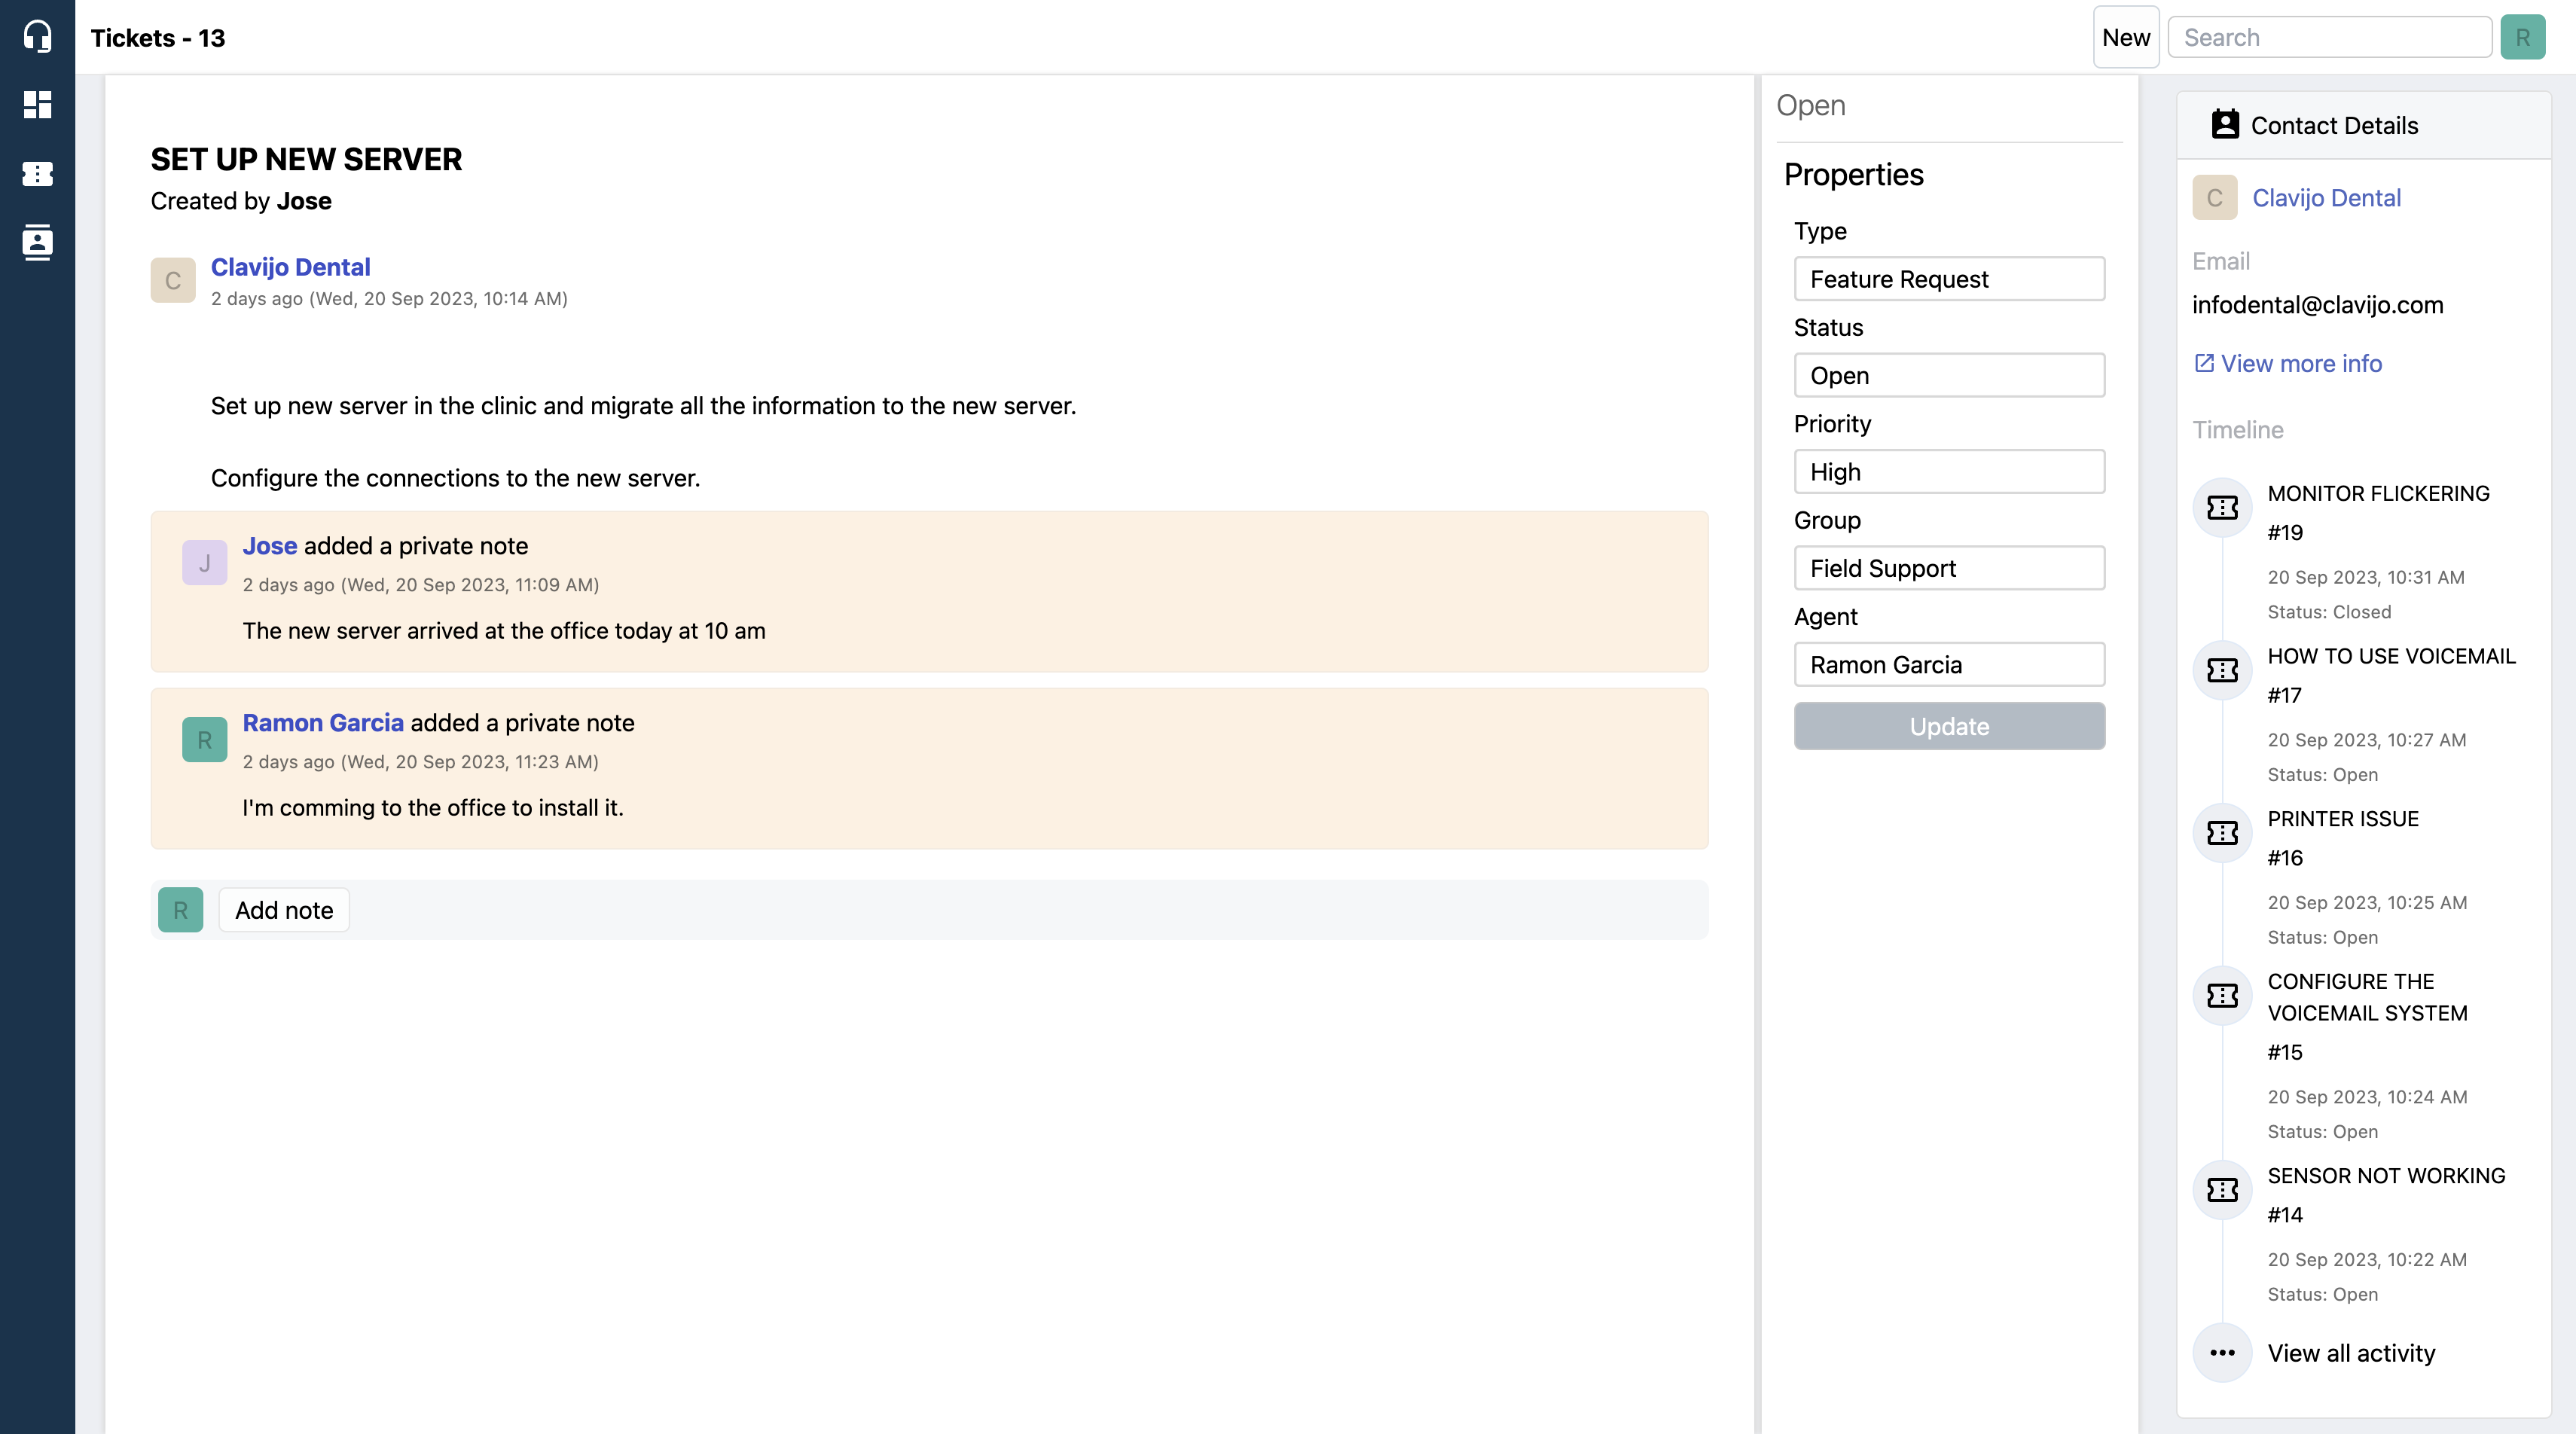 Tickets - 13
New
Search
R
SET UP NEW SERVER
Created by Jose
C
Clavijo Dental
2 days ago (Wed, 20 Sep 2023, 10:14 AM)
Set up new server in the clinic and migrate all the information to the new server.
Configure the connections to the new server.
J
Jose added a private note
2 days ago (Wed, 20 Sep 2023, 11:09 AM)
The new server arrived at the office today at 10 am
R
Ramon Garcia added a private note
2 days ago (Wed, 20 Sep 2023, 11:23 AM)
I'm comming to the office to install it.
R
Add note
Open
Properties
Type
Feature Request
Status
Open
Priority
High
Group
Field Support
Agent
Ramon Garcia
Update
Contact Details
C
Clavijo Dental
Email
infodental@clavijo.com
View more info
Timeline
MONITOR FLICKERING
#19
20 Sep 2023, 10:31 AM
Status: Closed
HOW TO USE VOICEMAIL
#17
20 Sep 2023, 10:27 AM
Status: Open
PRINTER ISSUE
#16
20 Sep 2023, 10:25 AM
Status: Open
CONFIGURE THE
VOICEMAIL SYSTEM
#15
20 Sep 2023, 10:24 AM
Status: Open
SENSOR NOT WORKING
#14
20 Sep 2023, 10:22 AM
Status: Open
View all activity